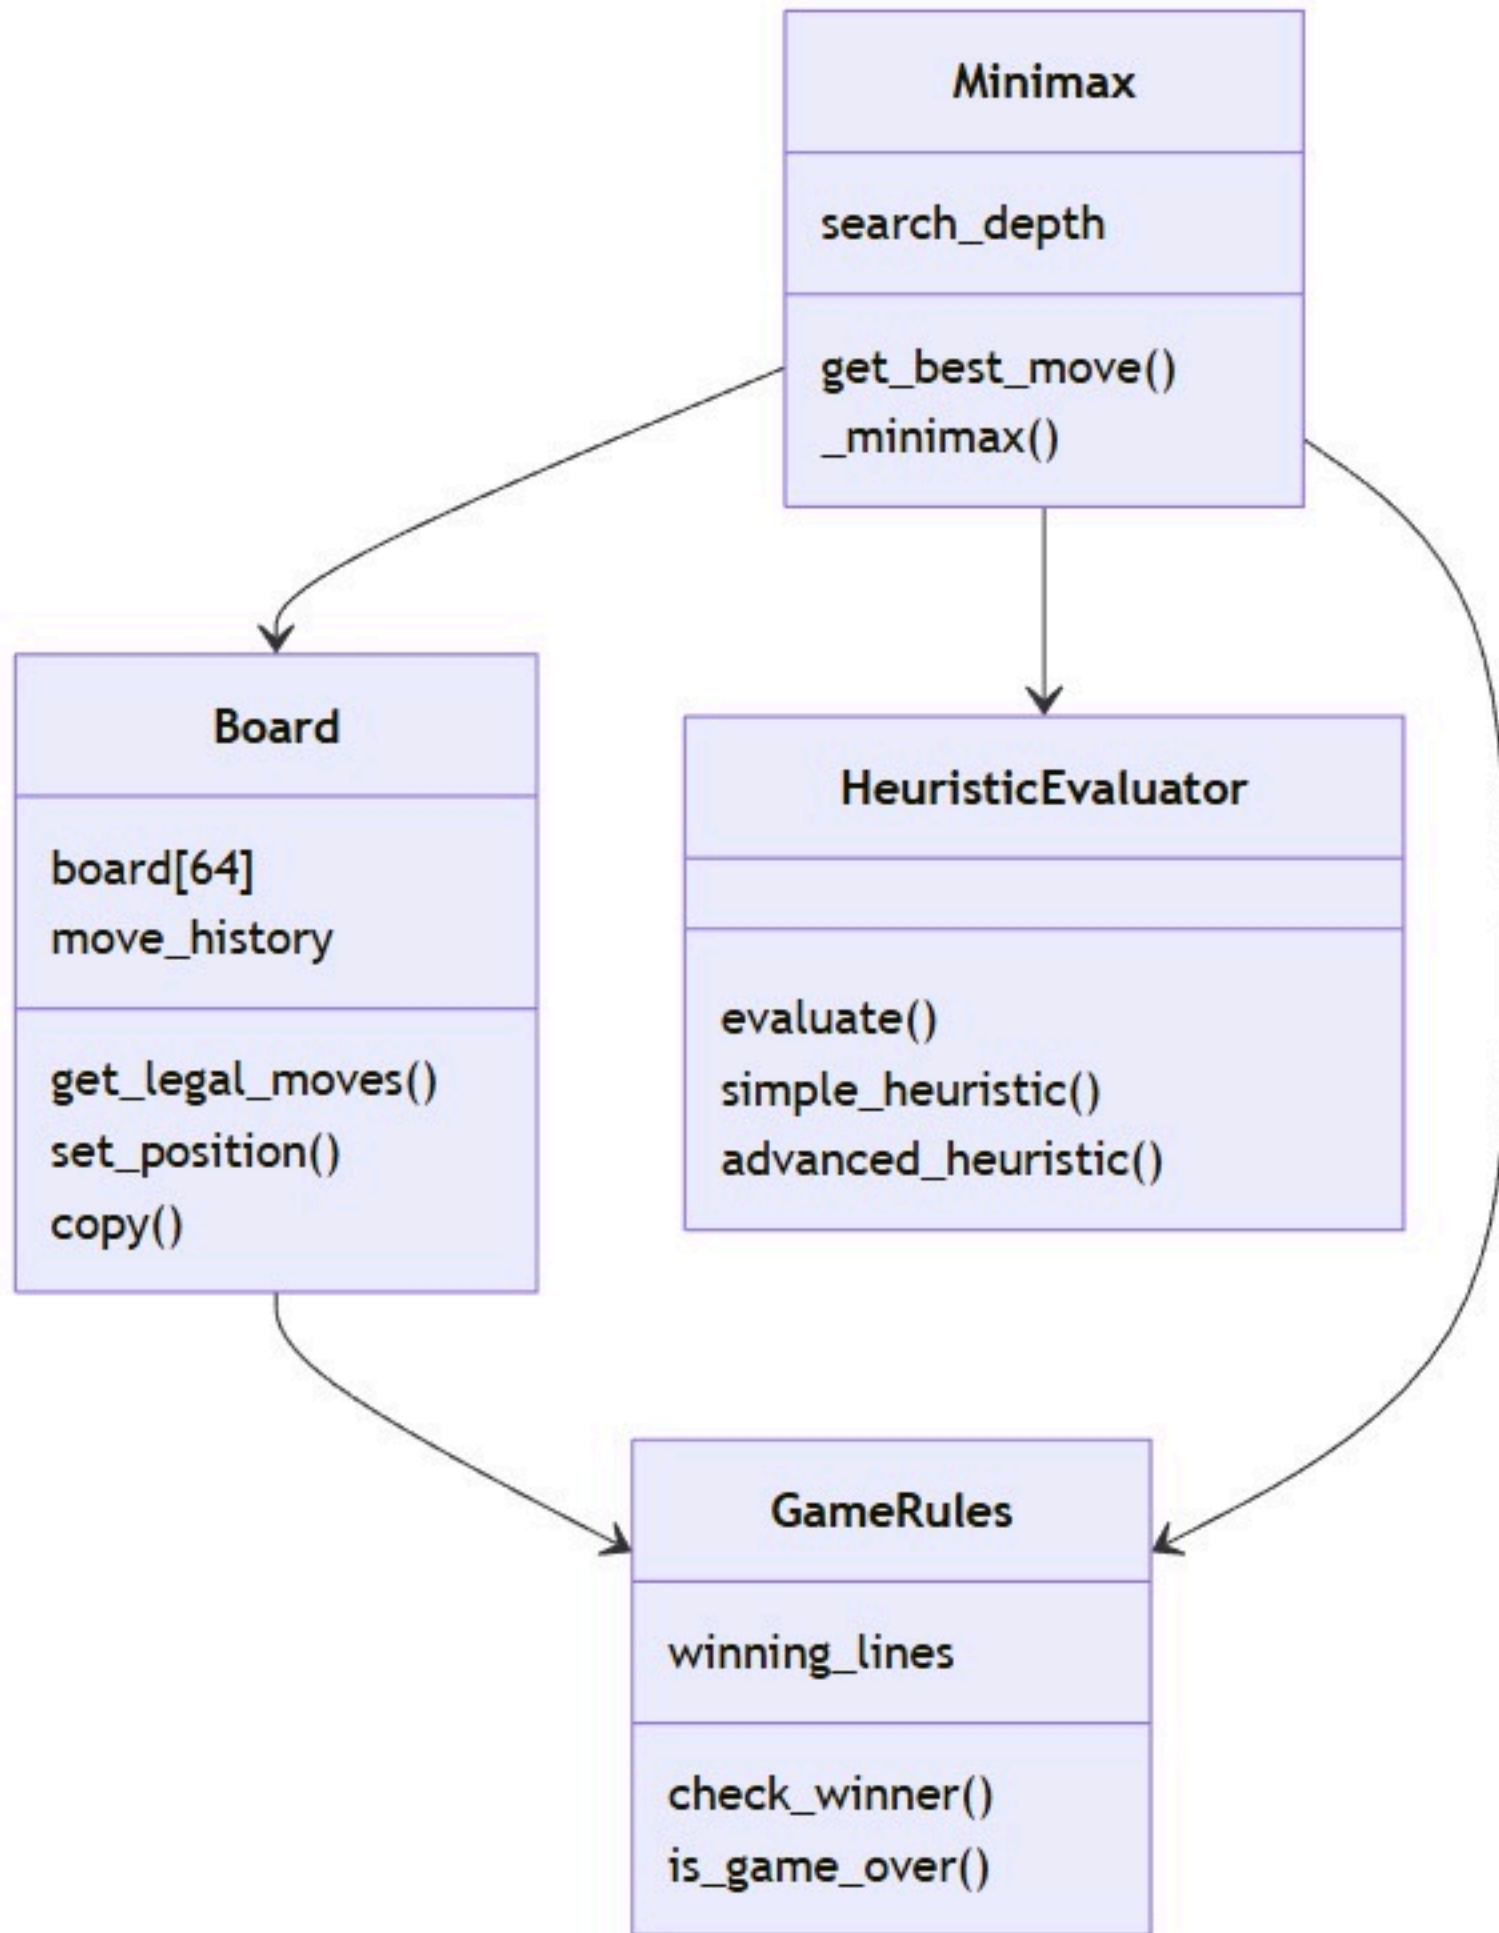 Minimax
search_depth
get_best_move()
_minimax()
Board
board[64]
move_history
get_legal_moves()
set_position()
copy()
HeuristicEvaluator
evaluate()
simple_heuristic()
advanced_heuristic()
GameRules
winning_lines
check_winner()
is_game_over()